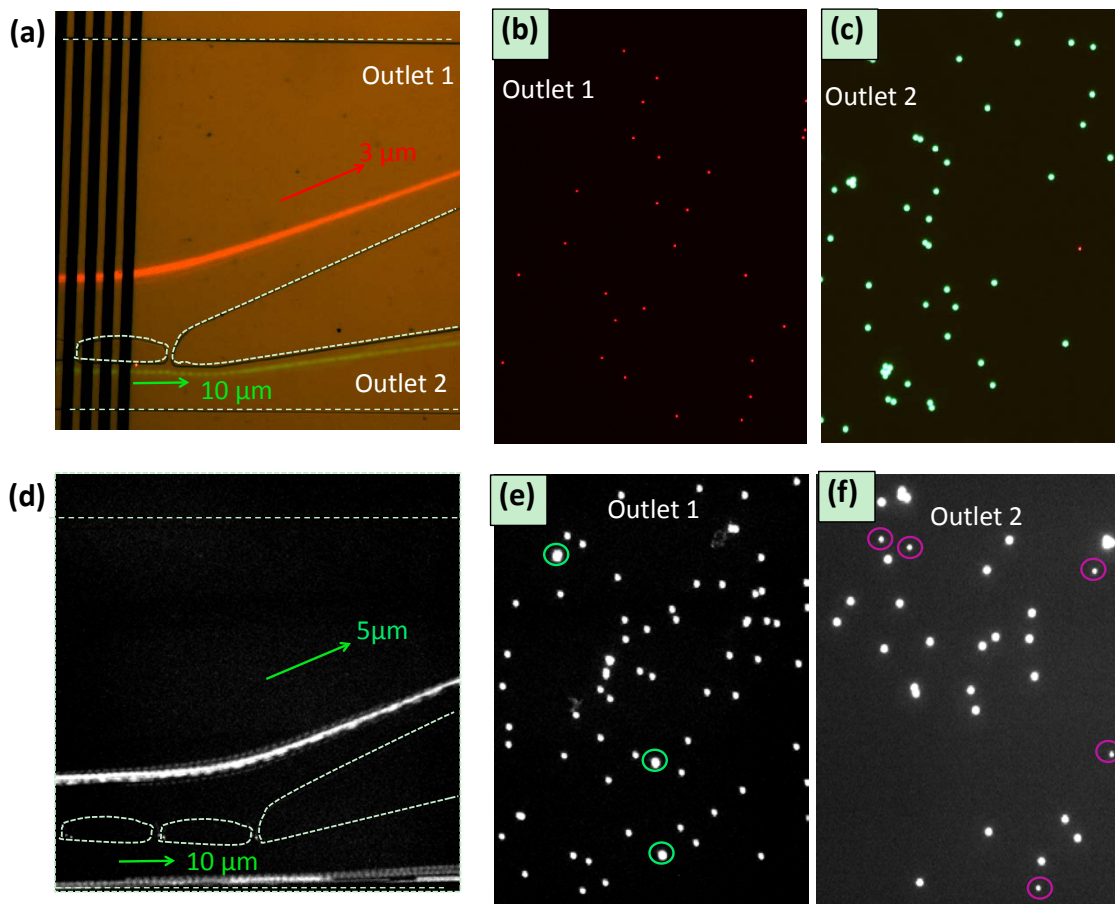 (a)
Outlet 1
3 µm
10 µm
Outlet 2
(b)
Outlet 1
(c)
Outlet 2
(d)
5µm
10 µm
(e)
Outlet 1
(f)
Outlet 2